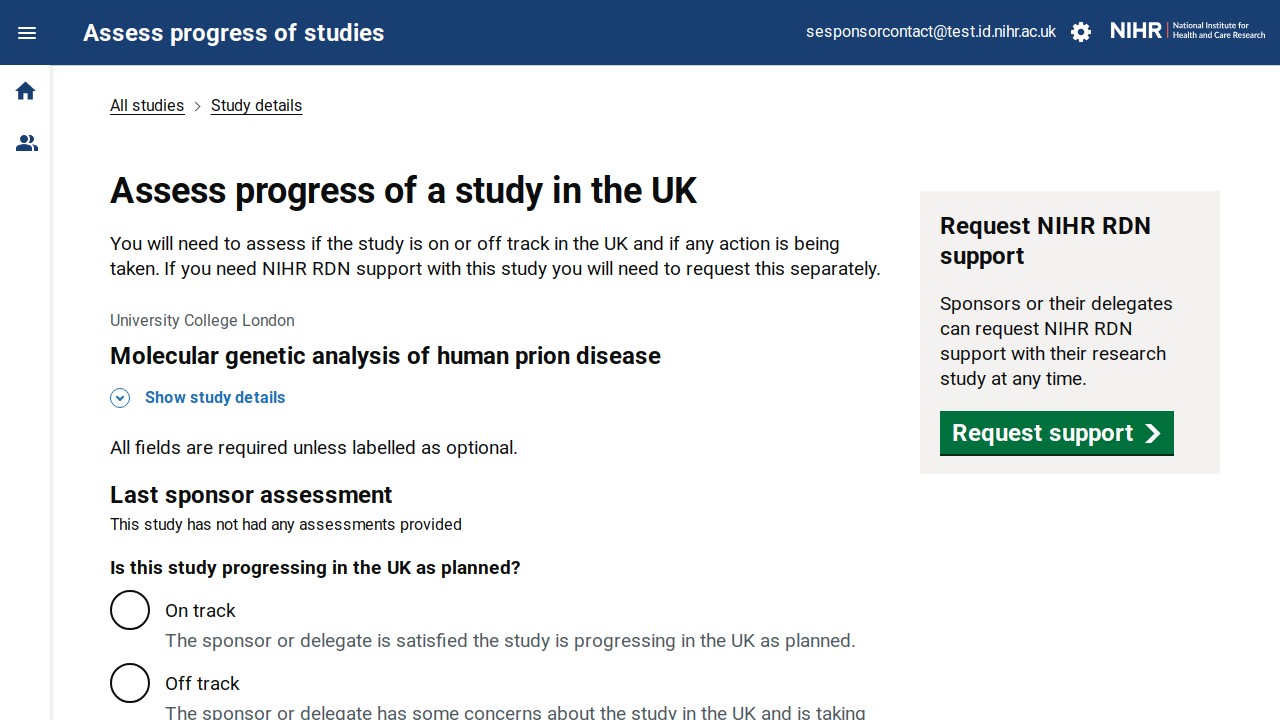 Assess progress of studies
sesponsorcontact@test.id.nihr.ac.uk
NIHR
National Institute for
Health and Care Research
All studies
Study details
Assess progress of a study in the UK
You will need to assess if the study is on or off track in the UK and if any action is being
taken. If you need NIHR RDN support with this study you will need to request this separately.
University College London
Molecular genetic analysis of human prion disease
Show study details
All fields are required unless labelled as optional.
Last sponsor assessment
This study has not had any assessments provided
Is this study progressing in the UK as planned?
On track
The sponsor or delegate is satisfied the study is progressing in the UK as planned.
Off track
The sponsor or delegate has some concerns about the study in the UK and is taking
Request NIHR RDN
support
Sponsors or their delegates
can request NIHR RDN
support with their research
study at any time.
Request support